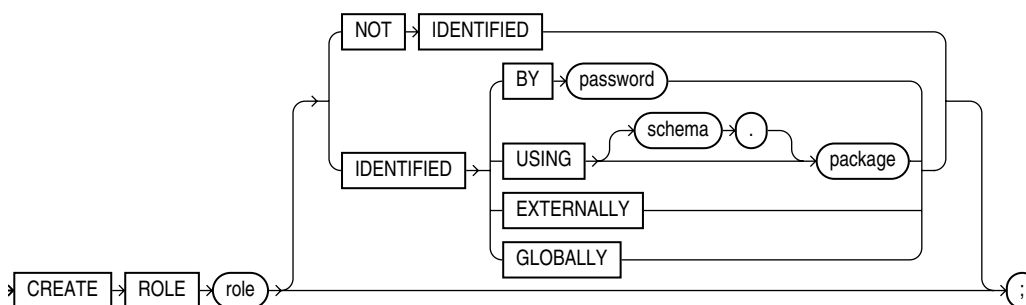 NOT IDENTIFIED
BY password
schema .
IDENTIFIED USING package
EXTERNALLY
GLOBALLY
CREATE ROLE role ;